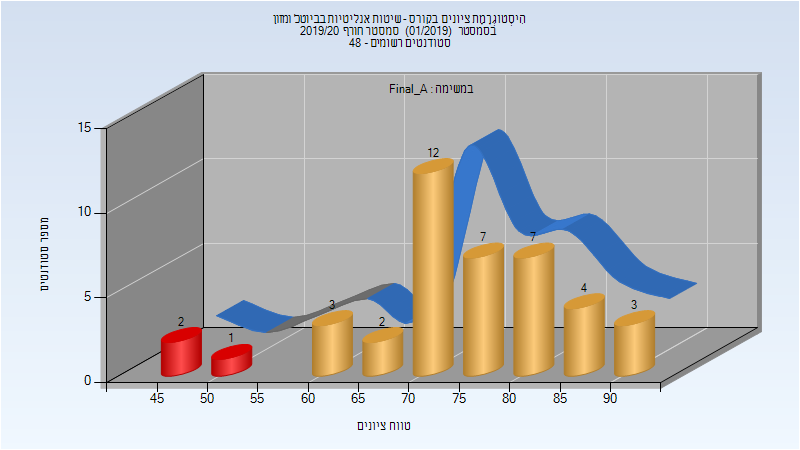 היסטוגרמת ציונים בקורס - שיטות אנליטיות בביוטכ' ומזון
בסמסטר (01/2019) סמסטר חורף 2019/20
סטודנטים רשומים - 48
במשימה : Final_A
15
10
5
0
מספר סטודנטים
2
1
3
2
12
7
7
4
3
45 50 55 60 65 70 75 80 85 90
טווח ציונים